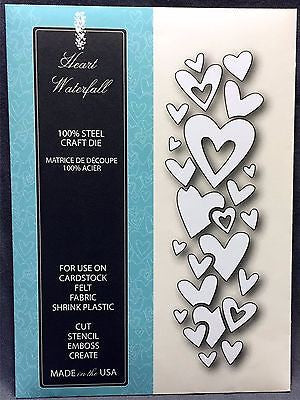 Heart
Waterfall
100% STEEL
CRAFT DIE
MATRICE DE DÉCOUPE
100% ACIER
FOR USE ON
CARDSTOCK
FELT
FABRIC
SHRINK PLASTIC
CUT
STENCIL
EMBOSS
CREATE
MADE in the USA